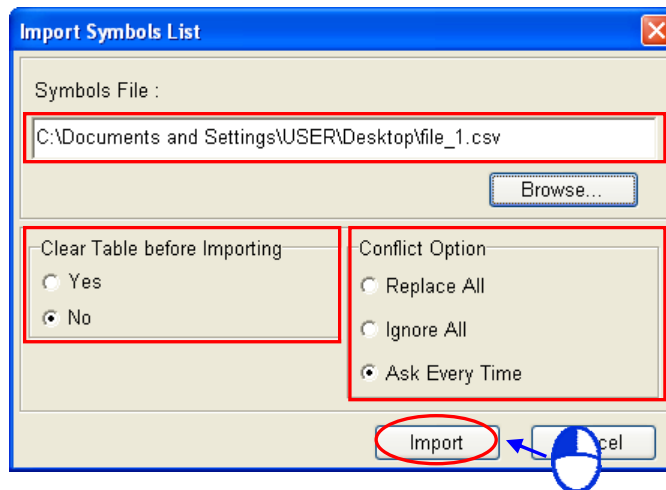 Import Symbols List
Symbols File :
C:\Documents and Settings\USER\Desktop\file_1.csv
Browse...
Clear Table before Importing
Yes
No
Conflict Option
Replace All
Ignore All
Ask Every Time
Import